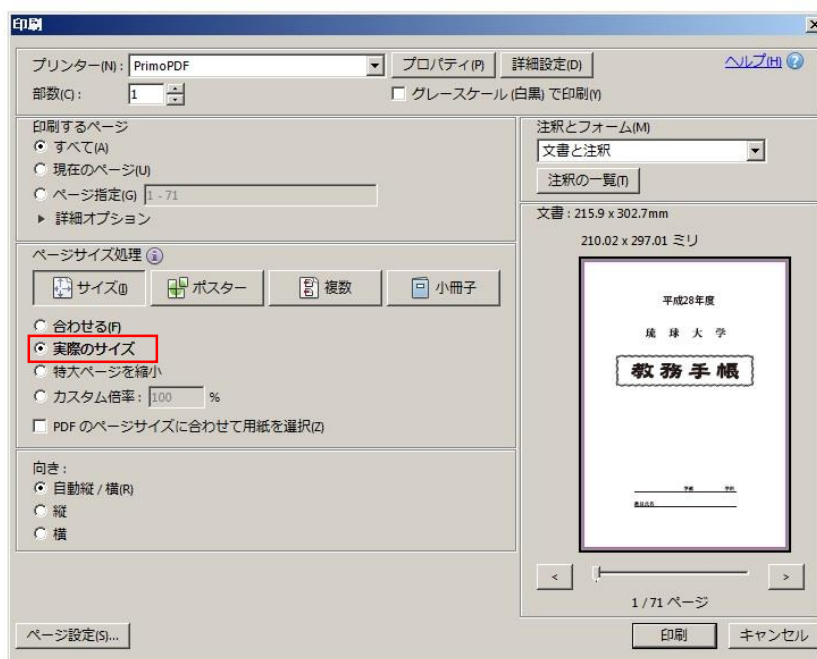 印刷
プリンター(N): PrimoPDF プロパティ(P) 詳細設定(D) ヘルプ(H)
部数(C): 1 グレースケール (白黒) で印刷(Y)
印刷するページ
すべて(A)
現在のページ(U)
ページ指定(G) 1 - 71
詳細オプション
ページサイズ処理
サイズ(I) ポスター 複数 小冊子
合わせる(F)
実際のサイズ
特大ページを縮小
カスタム倍率: 100 %
PDF のページサイズに合わせて用紙を選択(Z)
向き:
自動縦 / 横(R)
縦
横
注釈とフォーム(M)
文書と注釈
注釈の一覧(T)
文書: 215.9 x 302.7mm
210.02 x 297.01 ミリ
平成28年度
琉 球 大 学
教 務 手 帳
学部 学科
教員氏名
< >
1 / 71 ページ
ページ設定(S)... 印刷 キャンセル